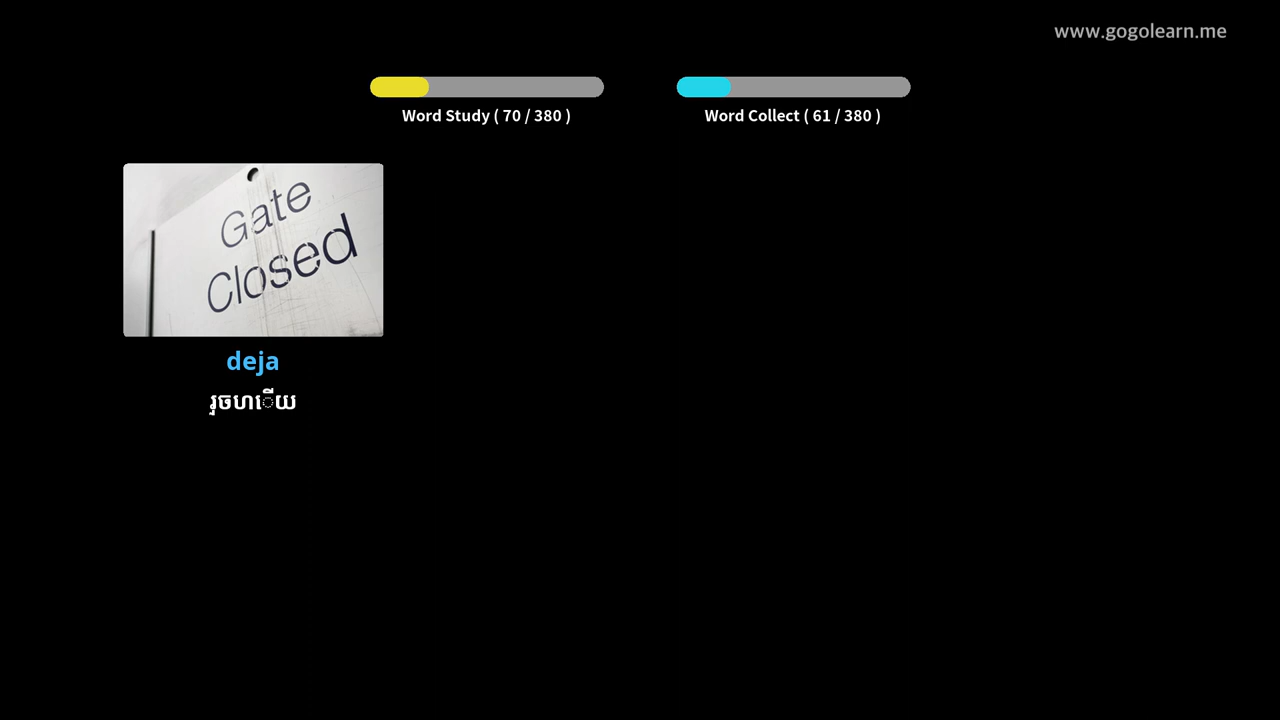 www.gogolearn.me
Word Study ( 70 / 380 )
Word Collect ( 61 / 380 )
Gate
Closed
deja
រួចហើយ